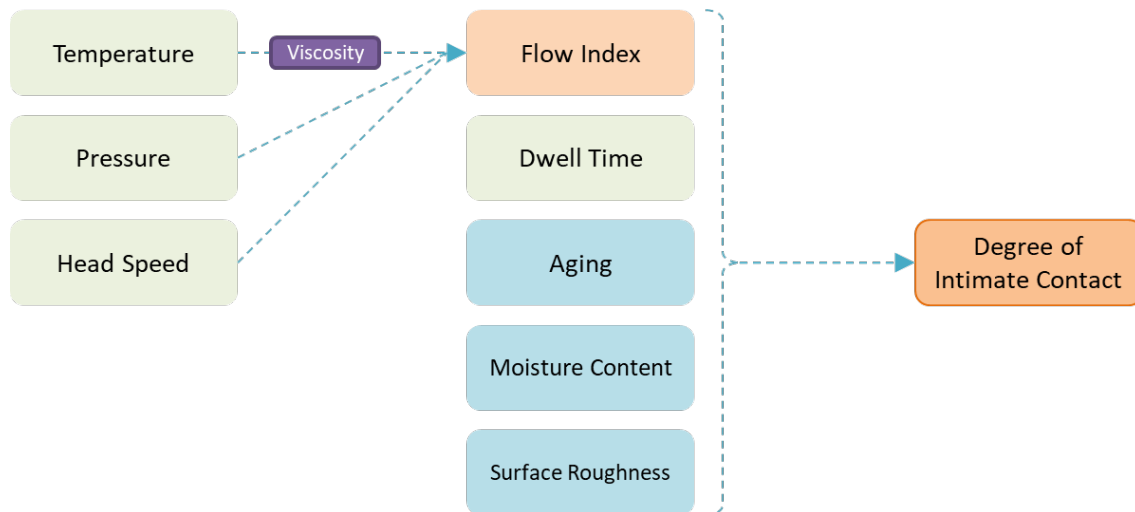 Temperature
Viscosity
Flow Index
Pressure
Dwell Time
Head Speed
Aging
Degree of
Intimate Contact
Moisture Content
Surface Roughness